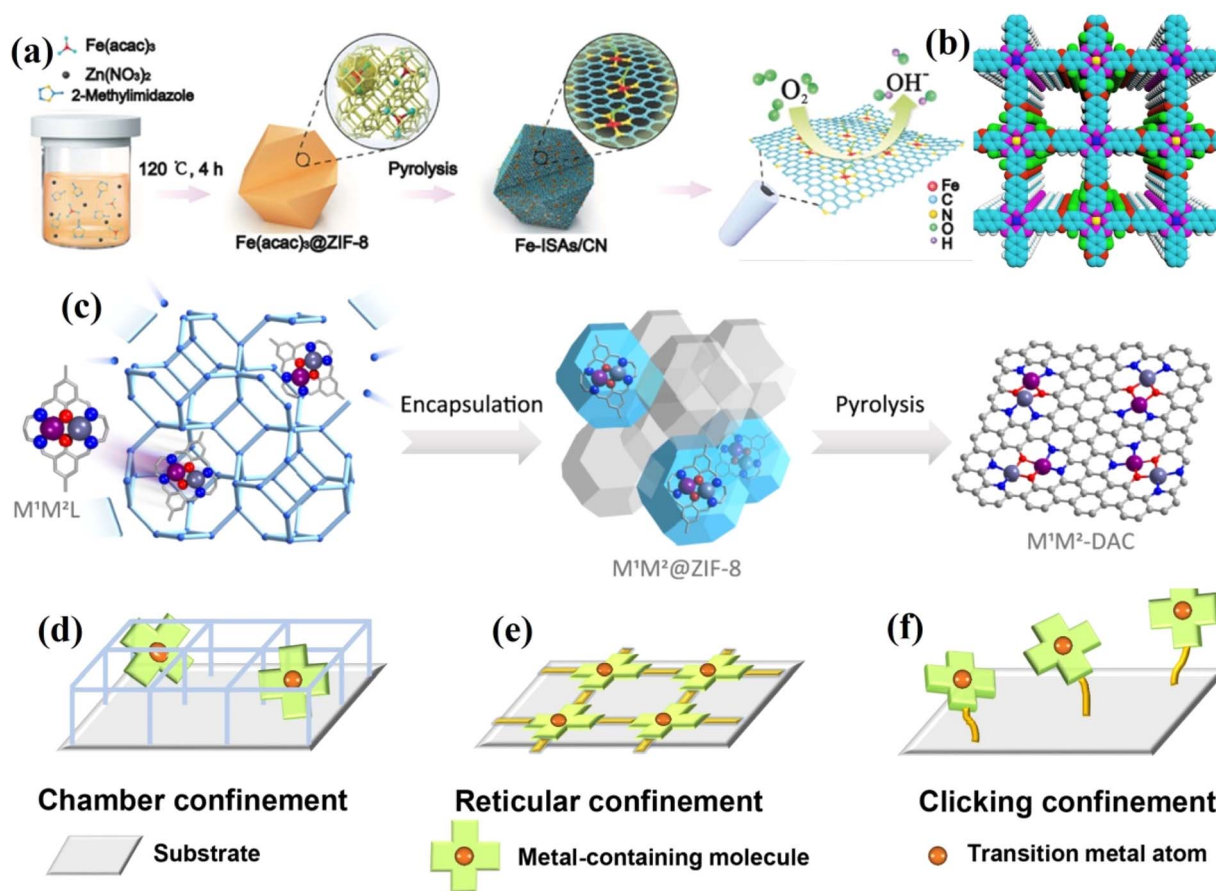 (a)
Fe(acac)₃
Zn(NO₃)₂
2-Methylimidazole
120 ℃, 4 h
Fe(acac)₃@ZIF-8
Pyrolysis
Fe-ISAs/CN
O₂
OH⁻
Fe
C
N
O
H
(b)
(c)
M¹M²L
Encapsulation
M¹M²@ZIF-8
Pyrolysis
M¹M²-DAC
(d)
(e)
(f)
Chamber confinement
Reticular confinement
Clicking confinement
Substrate
Metal-containing molecule
Transition metal atom